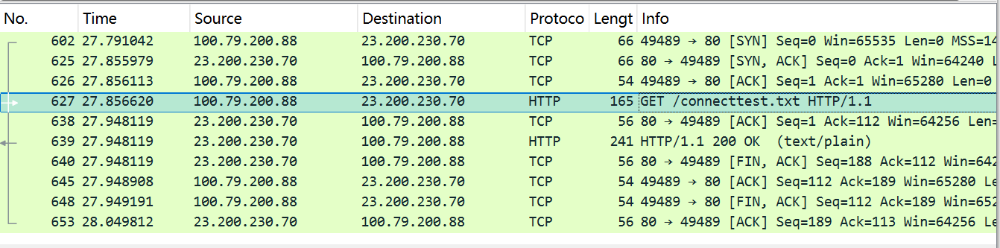 No. Time Source Destination Protoco Lengt Info
602 27.791042 100.79.200.88 23.200.230.70 TCP 66 49489 → 80 [SYN] Seq=0 Win=65535 Len=0 MSS=14
625 27.855979 23.200.230.70 100.79.200.88 TCP 66 80 → 49489 [SYN, ACK] Seq=0 Ack=1 Win=64240 L
626 27.856113 100.79.200.88 23.200.230.70 TCP 54 49489 → 80 [ACK] Seq=1 Ack=1 Win=65280 Len=0
627 27.856620 100.79.200.88 23.200.230.70 HTTP 165 GET /connecttest.txt HTTP/1.1
638 27.948119 23.200.230.70 100.79.200.88 TCP 56 80 → 49489 [ACK] Seq=1 Ack=112 Win=64256 Len=
639 27.948119 23.200.230.70 100.79.200.88 HTTP 241 HTTP/1.1 200 OK (text/plain)
640 27.948119 23.200.230.70 100.79.200.88 TCP 56 80 → 49489 [FIN, ACK] Seq=188 Ack=112 Win=642
645 27.948908 100.79.200.88 23.200.230.70 TCP 54 49489 → 80 [ACK] Seq=112 Ack=189 Win=65280 Le
648 27.949191 100.79.200.88 23.200.230.70 TCP 54 49489 → 80 [FIN, ACK] Seq=112 Ack=189 Win=652
653 28.049812 23.200.230.70 100.79.200.88 TCP 56 80 → 49489 [ACK] Seq=189 Ack=113 Win=64256 Le